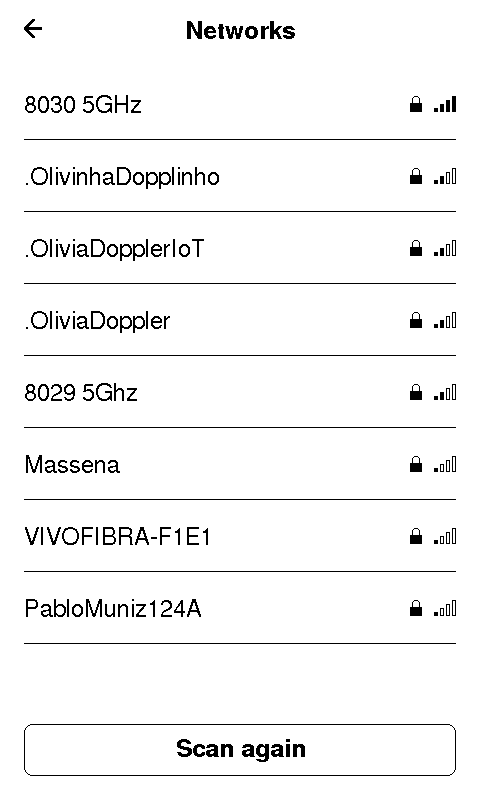 Networks
8030 5GHz
.OlivinhaDopplinho
.OliviaDopplerIoT
.OliviaDoppler
8029 5Ghz
Massena
VIVOFIBRA-F1E1
PabloMuniz124A
Scan again